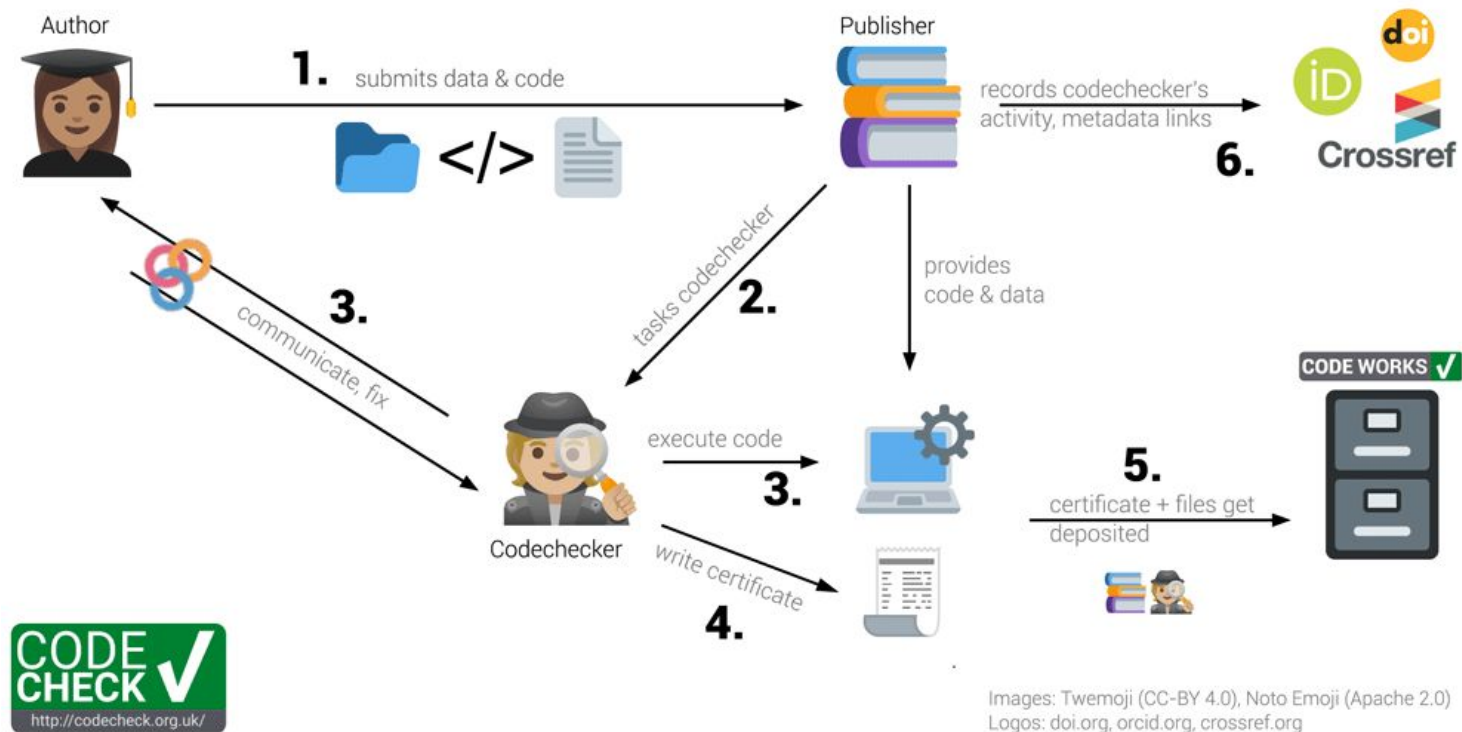 Author
Publisher
1.
submits data & code
</>
records codechecker's
activity, metadata links
6.
doi
iD
Crossref
tasks codechecker
2.
provides
code & data
3.
communicate, fix
CODE WORKS
execute code
3.
5.
certificate + files get
deposited
Codechecker
write certificate
4.
CODE
CHECK
http://codecheck.org.uk/
Images: Twemoji (CC-BY 4.0), Noto Emoji (Apache 2.0)
Logos: doi.org, orcid.org, crossref.org